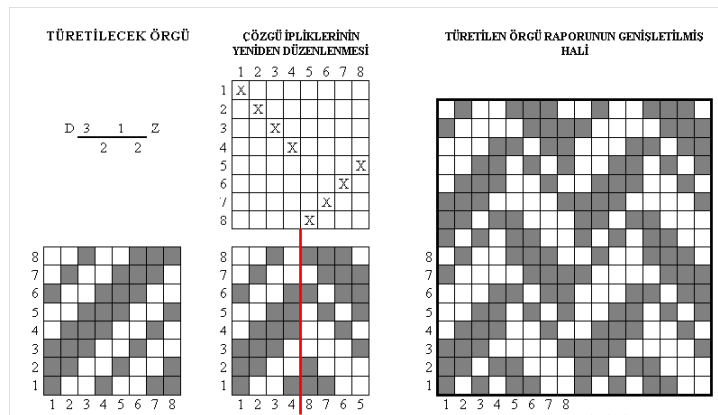 TÜRETİLECEK ÖRGÜ
D 3 1 Z
2 2
8
7
6
5
4
3
2
1
1 2 3 4 5 6 7 8
ÇÖZGÜ İPLİKLERİNİN
YENİDEN DÜZENLENMESİ
1 2 3 4 5 6 7 8
1 X
2 X
3 X
4 X
5 X
6 X
7 X
8 X
8
7
6
5
4
3
2
1
1 2 3 4 8 7 6 5
TÜRETİLEN ÖRGÜ RAPORUNUN GENİŞLETİLMİŞ
HALİ
8
7
6
5
4
3
2
1
1 2 3 4 5 6 7 8